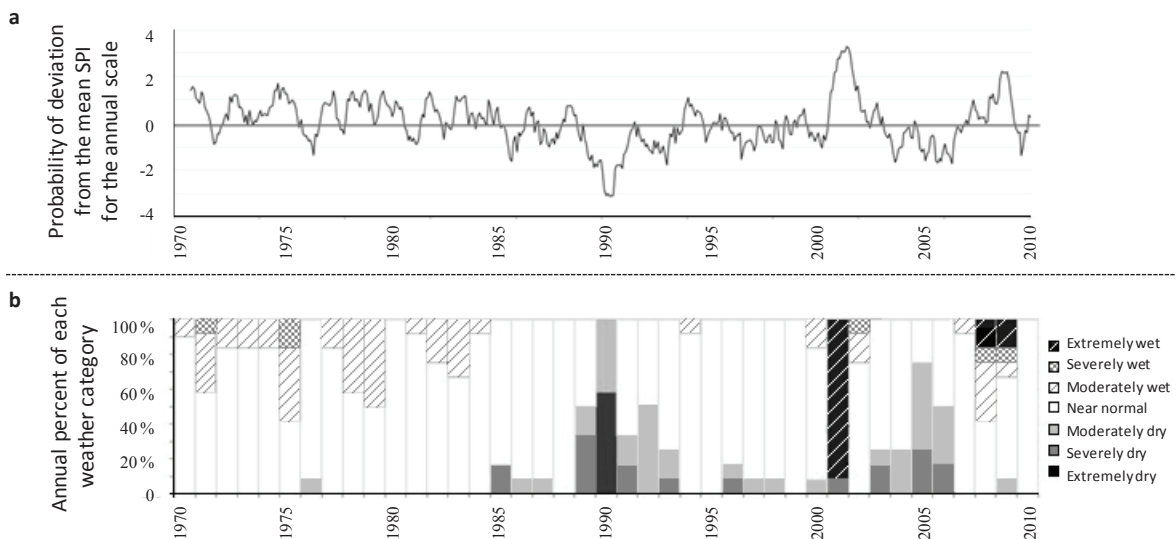 a
Probability of deviation
from the mean SPI
for the annual scale
4
2
0
-2
-4
1970
1975
1980
1985
1990
1995
2000
2005
2010
b
Annual percent of each
weather category
100 %
80 %
60 %
40 %
20 %
0
1970
1975
1980
1985
1990
1995
2000
2005
2010
Extremely wet
Severely wet
Moderately wet
Near normal
Moderately dry
Severely dry
Extremely dry